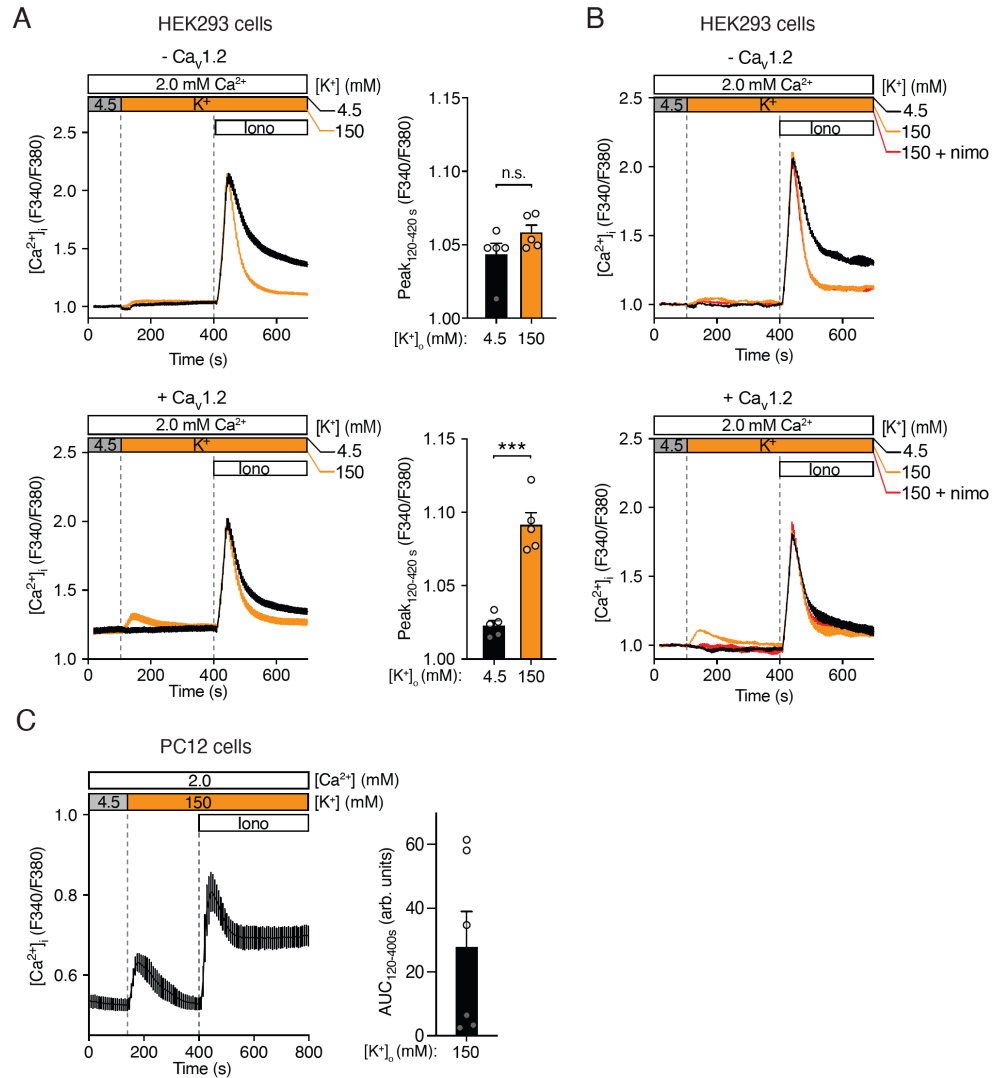 A
HEK293 cells
- Cav1.2
2.0 mM Ca²⁺
[K⁺] (mM)
4.5
K⁺
4.5
150
Iono
2.5
2.0
1.5
1.0
[Ca²⁺]i (F340/F380)
0
200
400
600
Time (s)
1.15
1.10
1.05
1.00
Peak120-420 s (F340/F380)
n.s.
[K⁺]o (mM):
4.5
150
+ Cav1.2
2.0 mM Ca²⁺
[K⁺] (mM)
4.5
K⁺
4.5
150
Iono
2.5
2.0
1.5
1.0
[Ca²⁺]i (F340/F380)
0
200
400
600
Time (s)
1.15
1.10
1.05
1.00
Peak120-420 s (F340/F380)
***
[K⁺]o (mM):
4.5
150
B
HEK293 cells
- Cav1.2
2.0 mM Ca²⁺
[K⁺] (mM)
4.5
K⁺
4.5
150
150 + nimo
Iono
2.5
2.0
1.5
1.0
[Ca²⁺]i (F340/F380)
0
200
400
600
Time (s)
+ Cav1.2
2.0 mM Ca²⁺
[K⁺] (mM)
4.5
K⁺
4.5
150
150 + nimo
Iono
2.5
2.0
1.5
1.0
[Ca²⁺]i (F340/F380)
0
200
400
600
Time (s)
C
PC12 cells
2.0
[Ca²⁺] (mM)
4.5
150
[K⁺] (mM)
Iono
1.0
0.8
0.6
[Ca²⁺]i (F340/F380)
0
200
400
600
800
Time (s)
60
40
20
0
AUC120-400s (arb. units)
[K⁺]o (mM):
150